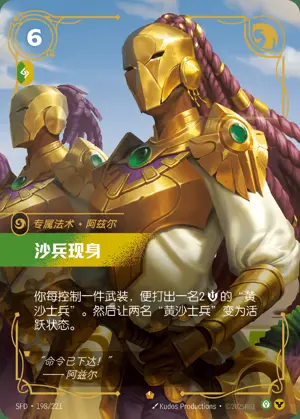 6
专属法术·阿兹尔
沙兵现身
你每控制一件武装，便打出一名2的“黄
沙士兵”。然后让两名“黄沙士兵”变为活
跃状态。
“命令已下达！”
——阿兹尔
SFD • 198/221
Kudos Productions
©2025 RG